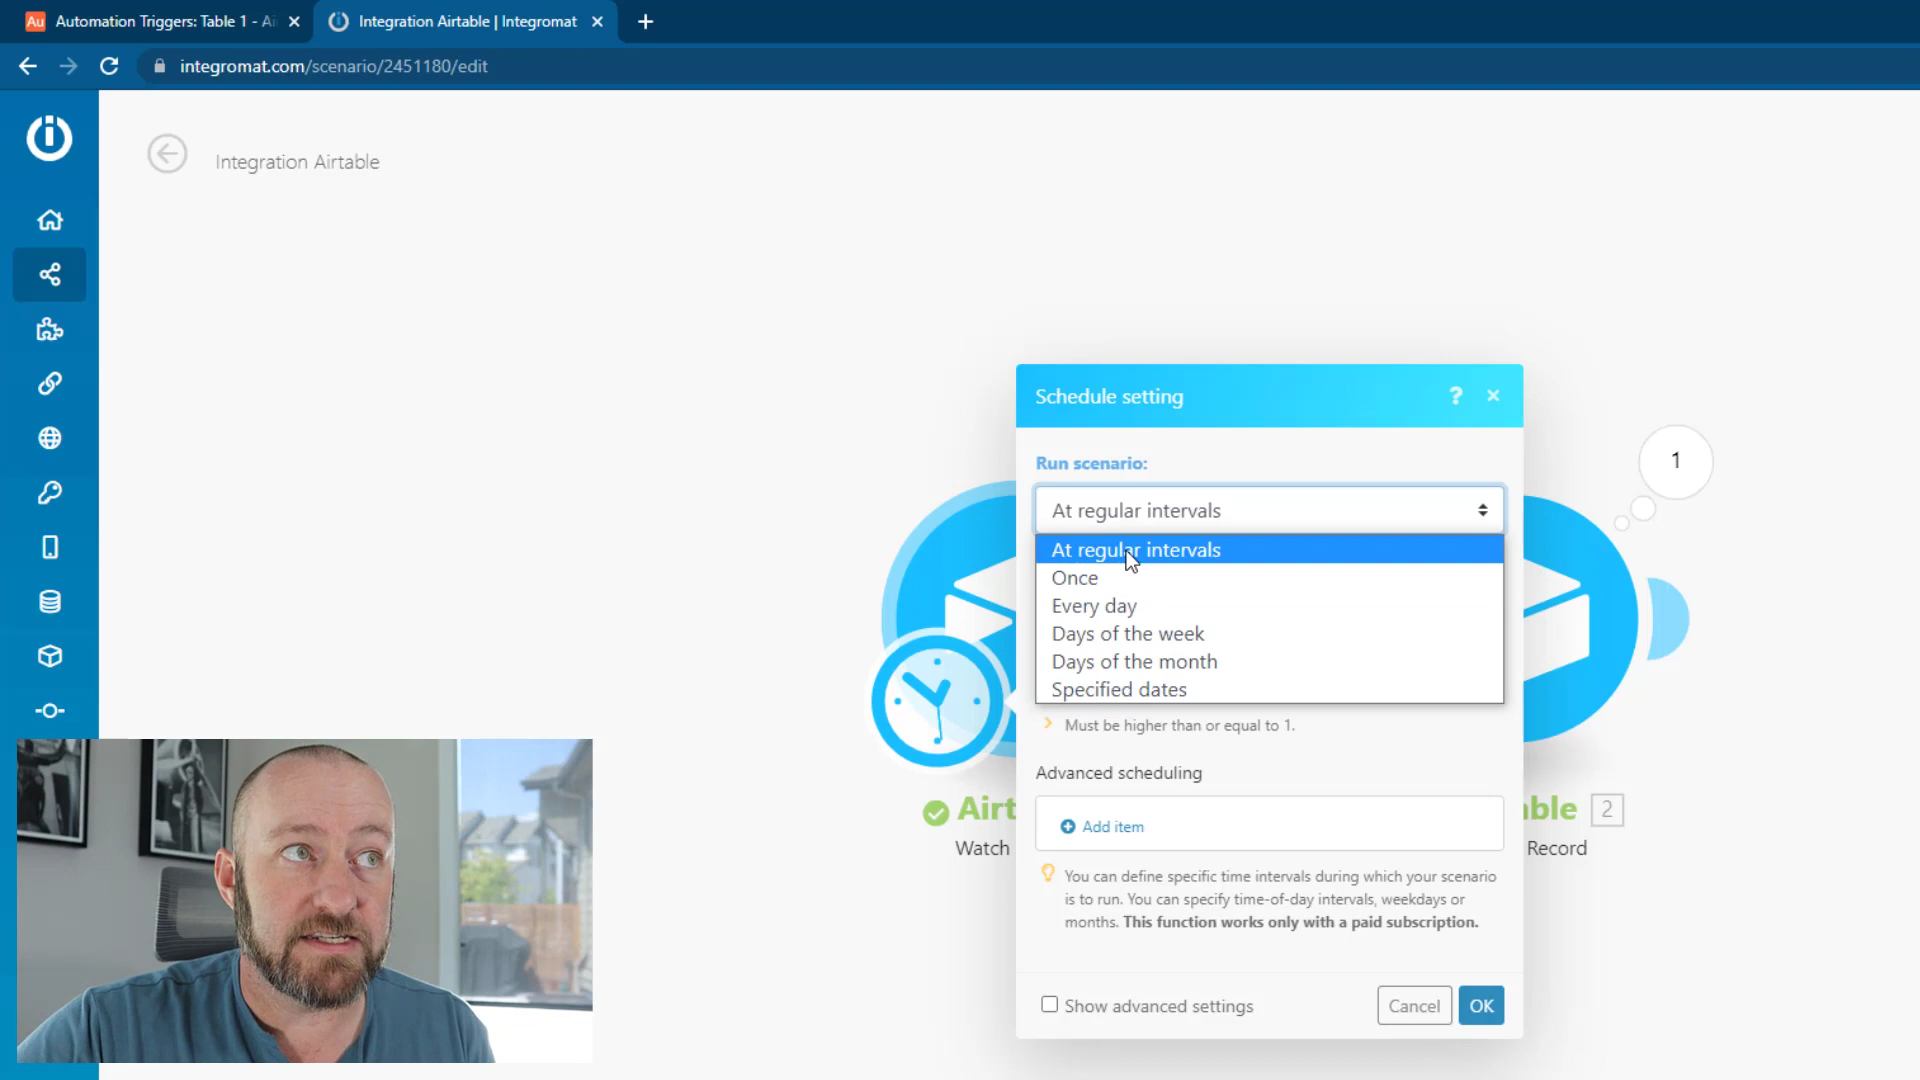 Au Automation Triggers: Table 1 - Ai
Integration Airtable | Integromat
integromat.com/scenario/2451180/edit
Integration Airtable
Schedule setting
Run scenario:
At regular intervals
At regular intervals
Once
Every day
Days of the week
Days of the month
Specified dates
Must be higher than or equal to 1.
Advanced scheduling
Add item
You can define specific time intervals during which your scenario
is to run. You can specify time-of-day intervals, weekdays or
months. This function works only with a paid subscription.
Show advanced settings
Cancel
OK
1
Airt
Watch
ble 2
Record